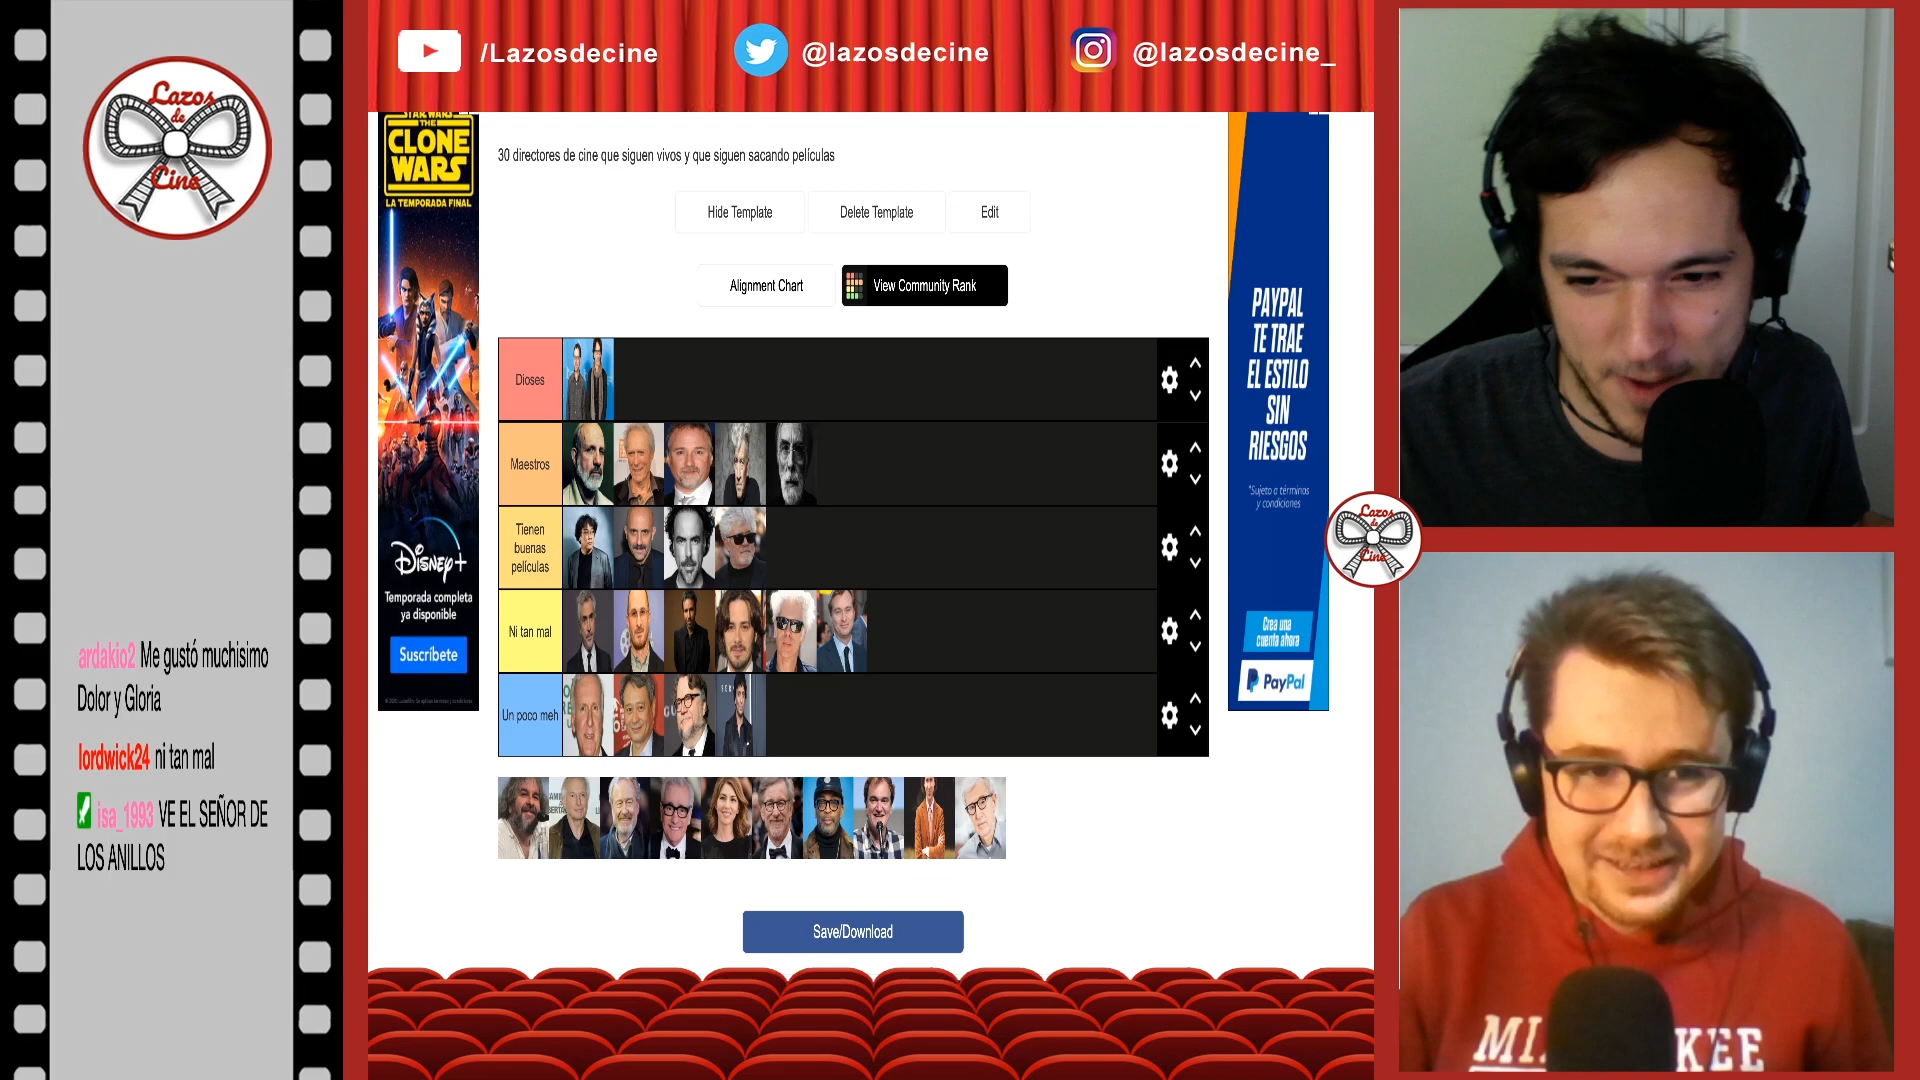 Lazos
de
Cine
ardakio2 Me gustó muchisimo
Dolor y Gloria
lordwick24 ni tan mal
isa_1993 VE EL SEÑOR DE
LOS ANILLOS
/Lazosdecine
@lazosdecine
@lazosdecine_
STAR WARS
THE
CLONE
WARS
LA TEMPORADA FINAL
Disney+
Temporada completa
ya disponible
Suscríbete
30 directores de cine que siguen vivos y que siguen sacando películas
Hide Template
Delete Template
Edit
Alignment Chart
View Community Rank
Dioses
Maestros
Tienen
buenas
películas
Ni tan mal
Un poco meh
Save/Download
PAYPAL
TE TRAE
EL ESTILO
SIN
RIESGOS
*Sujeto a términos
y condiciones
Crea una
cuenta ahora
PayPal
Lazos
de
Cine